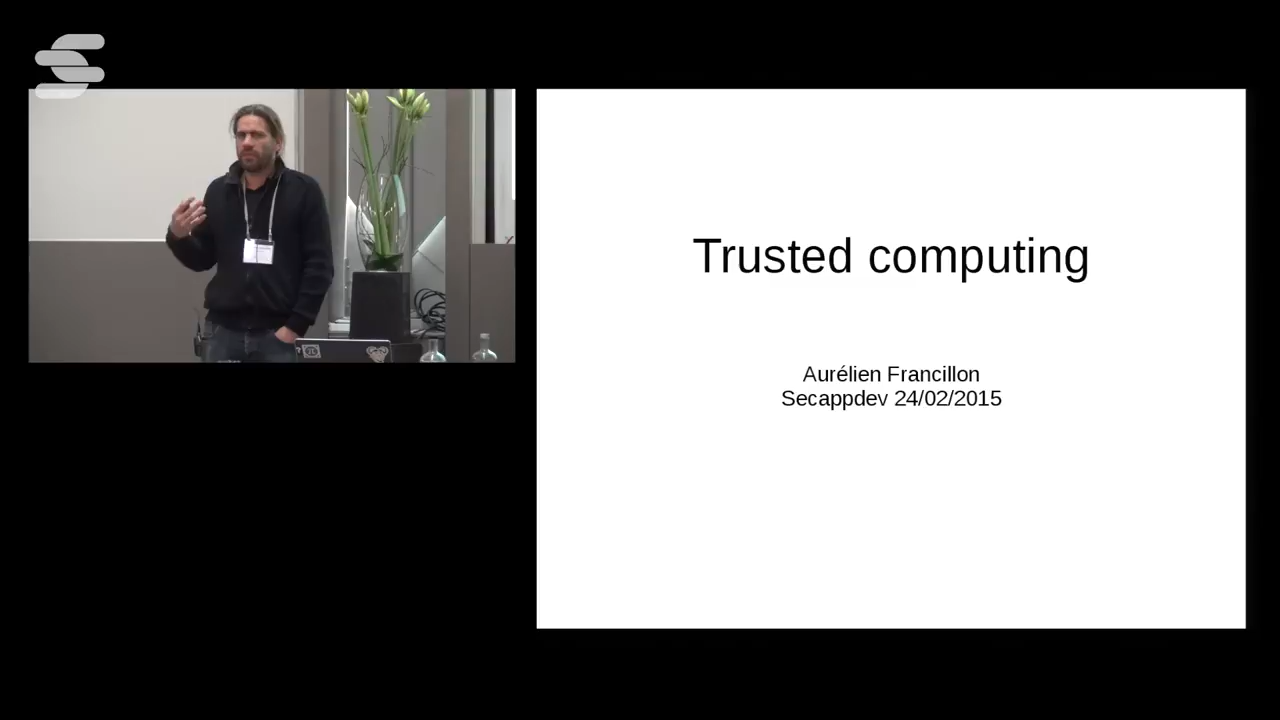 Trusted computing
Aurélien Francillon
Secappdev 24/02/2015